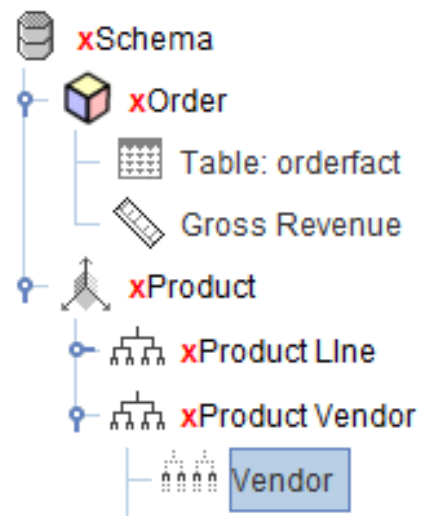 xSchema
xOrder
Table: orderfact
Gross Revenue
xProduct
xProduct LIne
xProduct Vendor
Vendor